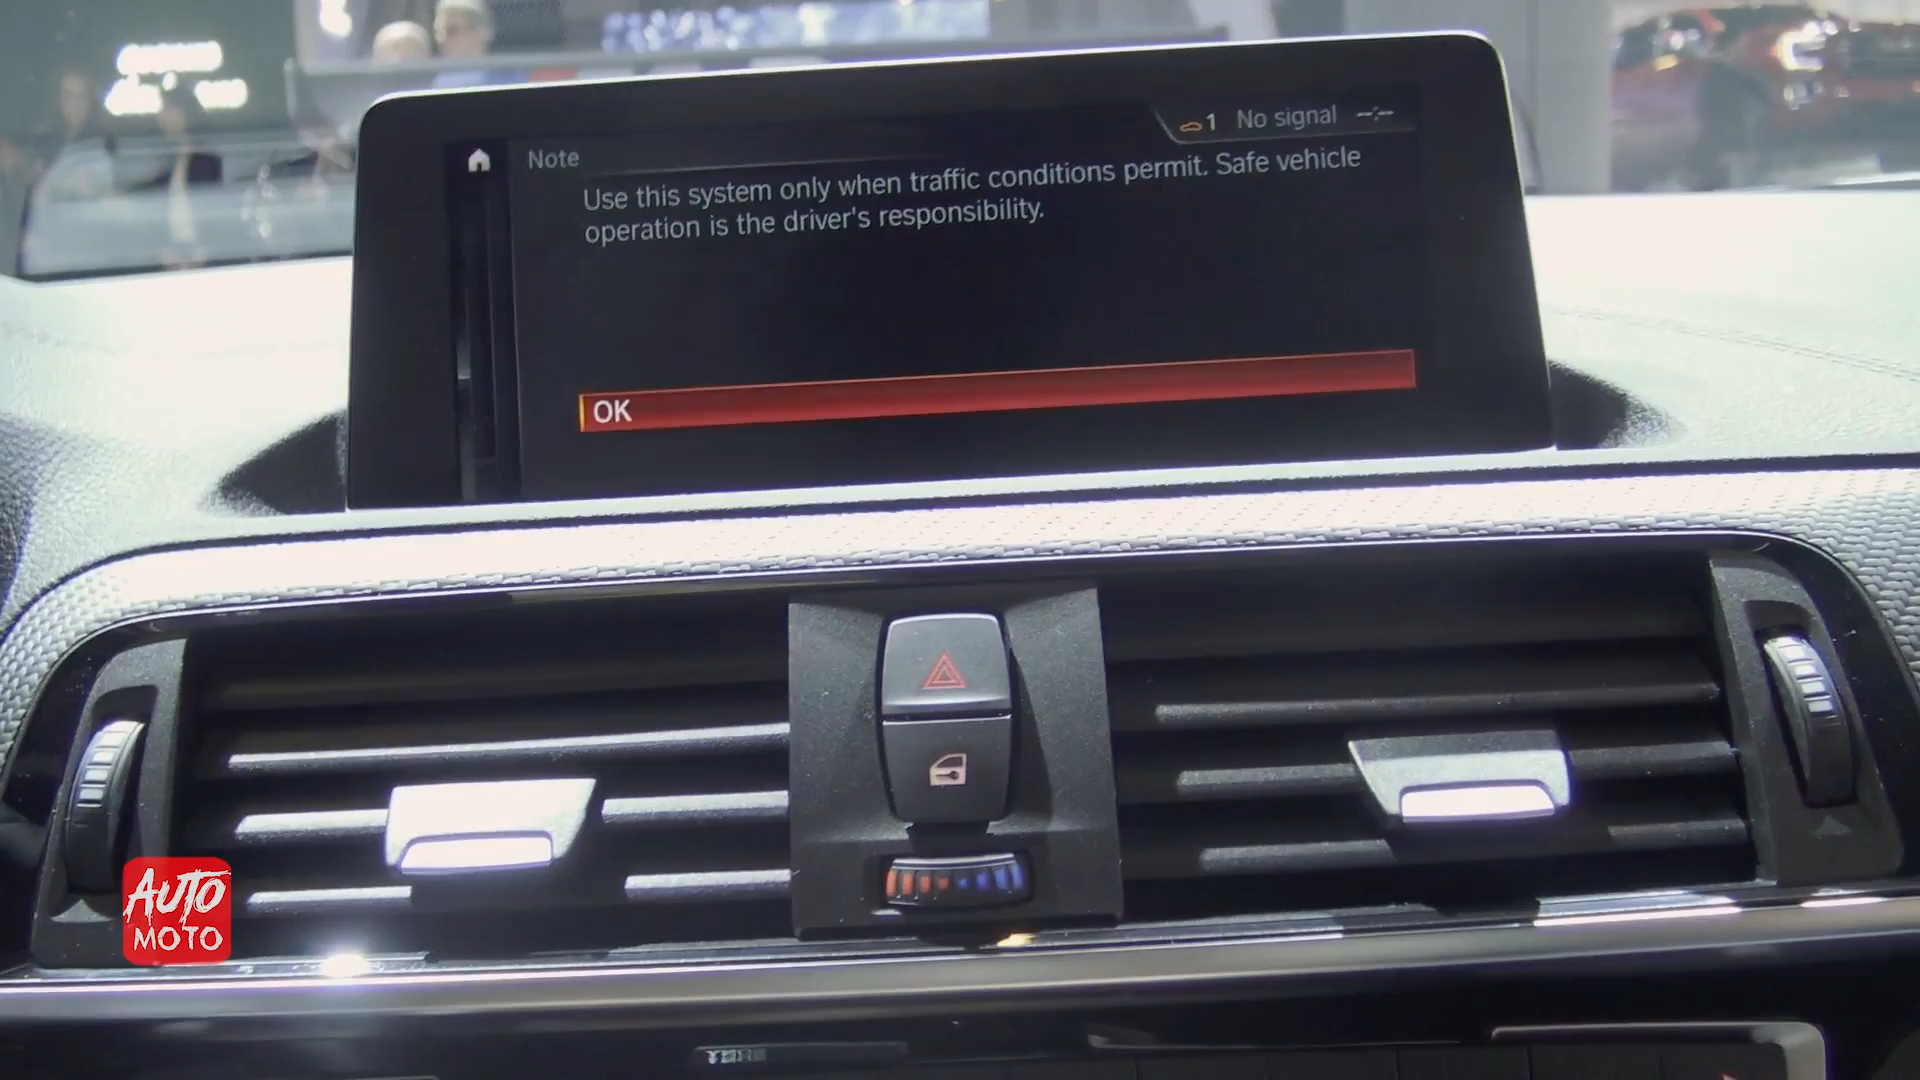 1 No signal --:--
Note
Use this system only when traffic conditions permit. Safe vehicle
operation is the driver's responsibility.
OK
AUTO
MOTO